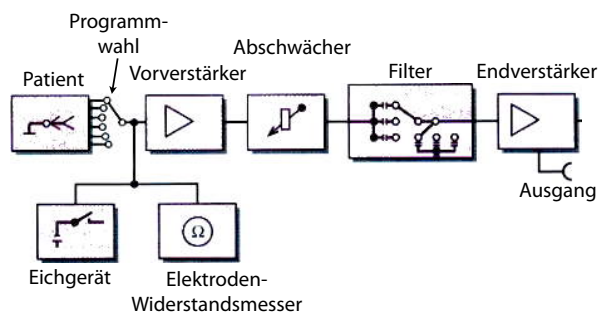 Programm-
wahl
Patient
Vorverstärker
Abschwächer
Filter
Endverstärker
Ausgang
Ω
Eichgerät
Elektroden-
Widerstandsmesser